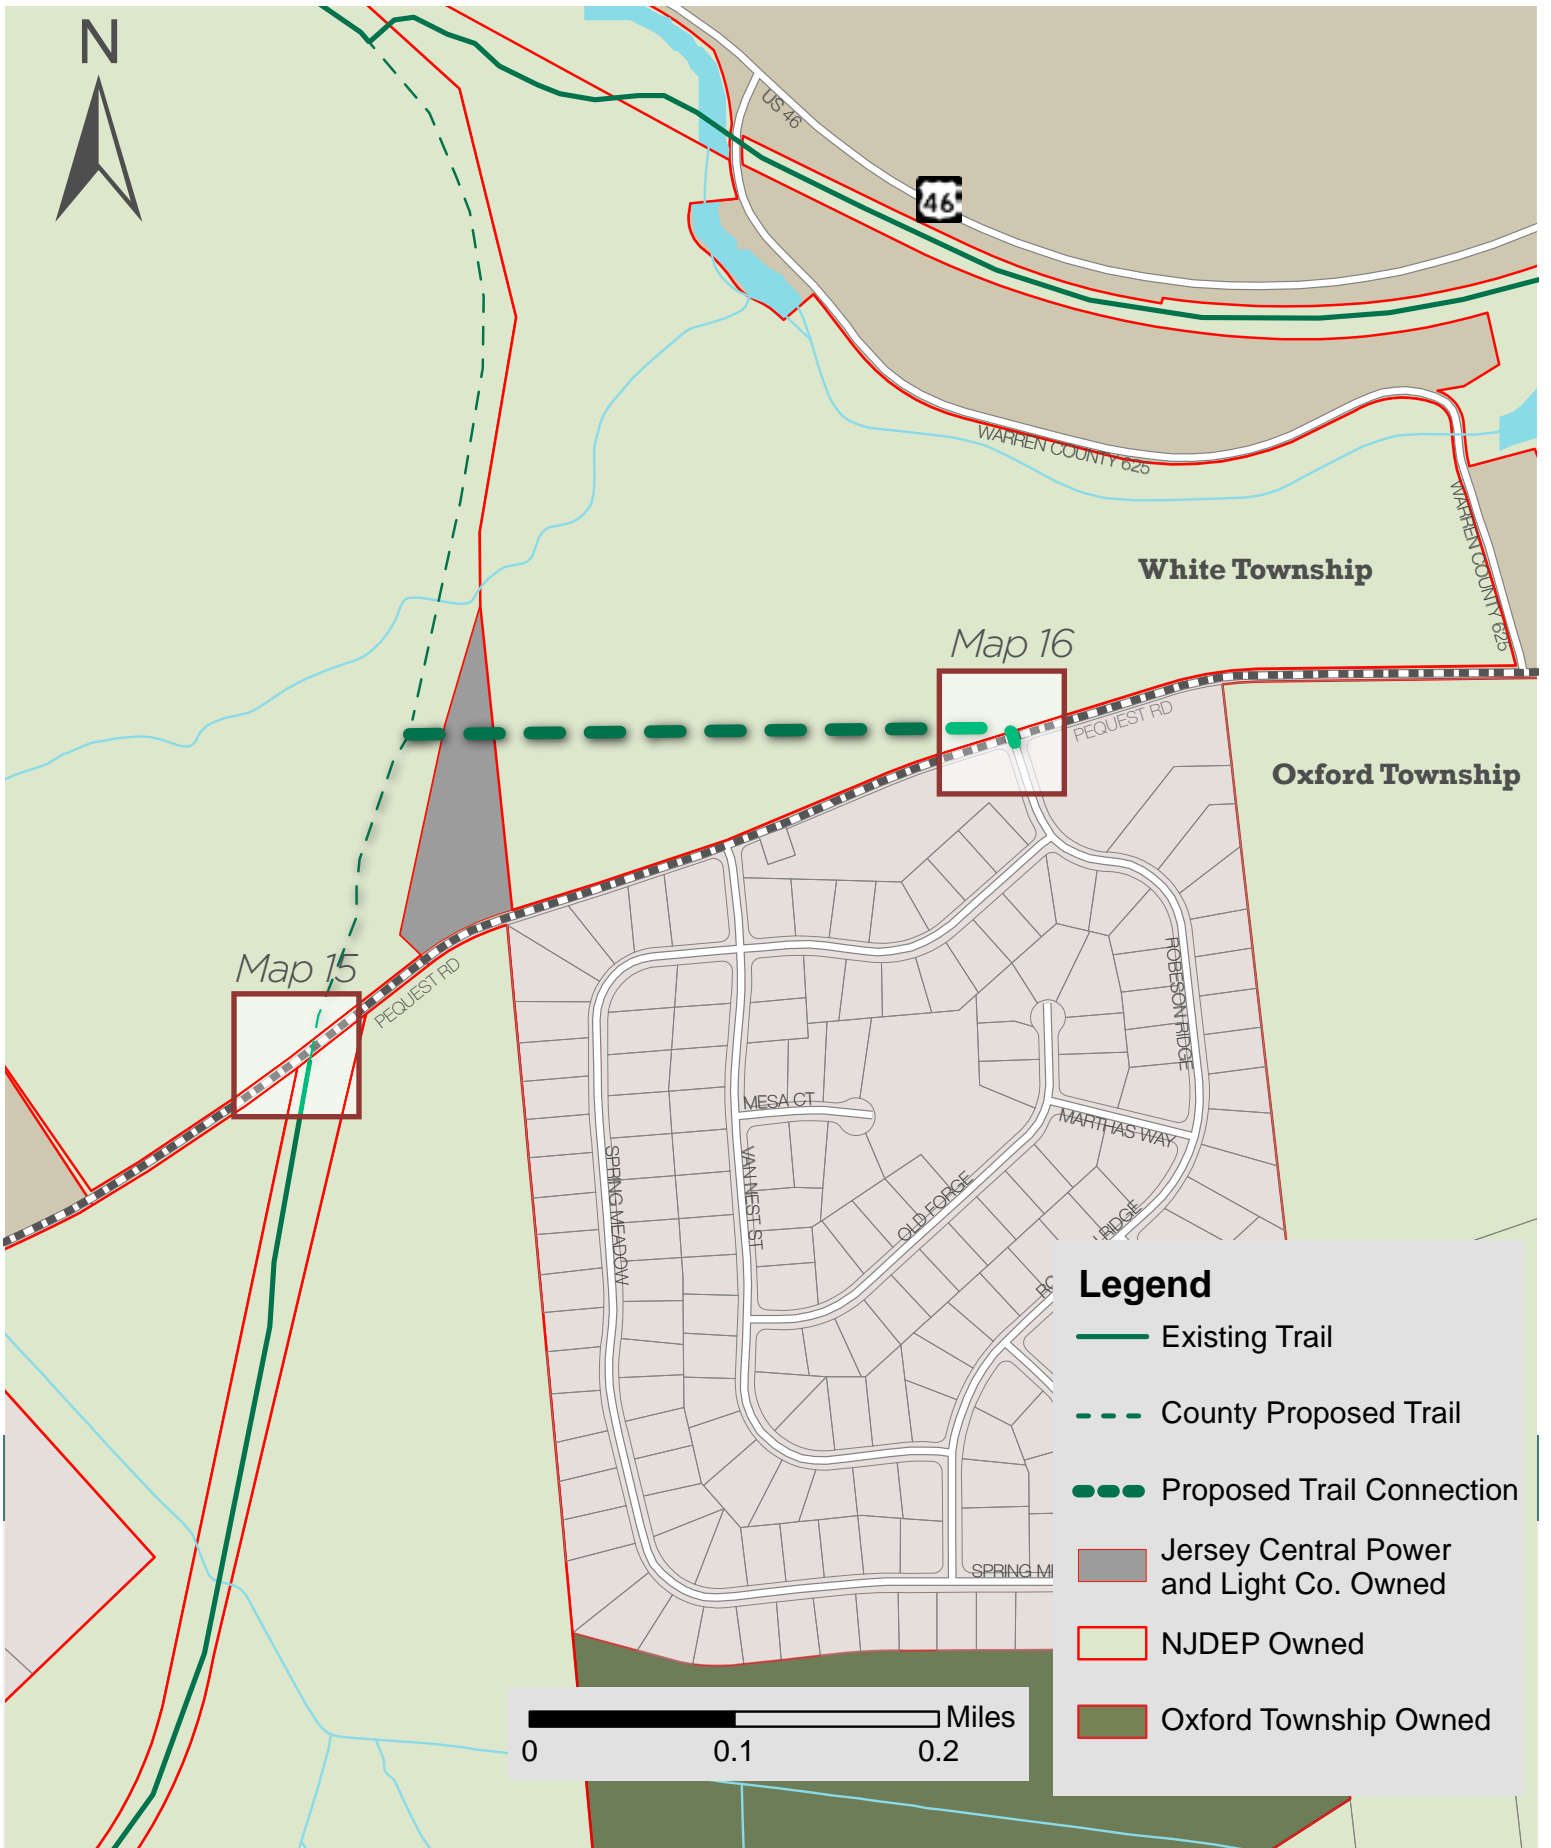 N
US 46
46
WARREN COUNTY 625
WARREN COUNTY 625
White Township
Map 16
PEQUEST RD
Oxford Township
Map 15
PEQUEST RD
ROBESON RIDGE
MESA CT
MARTHAS WAY
SPRING MEADOW
VAN NEST ST
OLD FORGE
RIDGE
RO
SPRING ME
Legend
Existing Trail
County Proposed Trail
Proposed Trail Connection
Jersey Central Power
and Light Co. Owned
NJDEP Owned
Oxford Township Owned
Miles
0 0.1 0.2